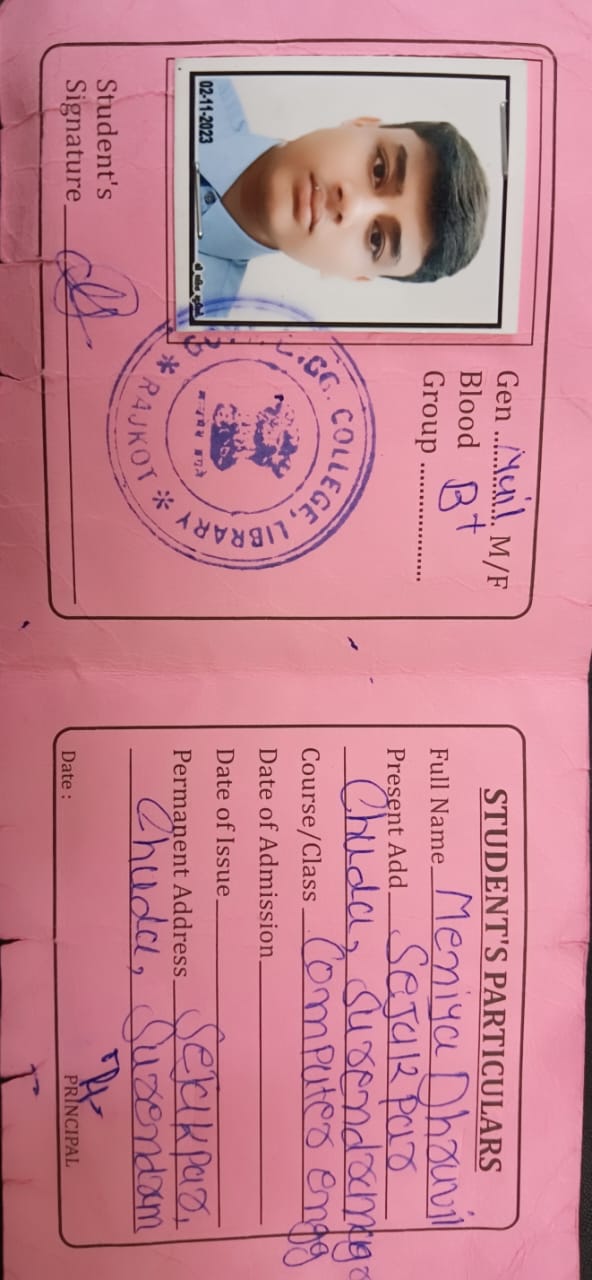 Gen ..Mail.. M/F
Blood B+
Group ................
02-11-2023
Student's
Signature
GG. COLLEGE, LIBRARY
* RAJKOT *
STUDENT'S PARTICULARS
Full Name Meniya Dhruvil
Present Add Sejakpar
Chuda, Surendranagar
Course/Class Computer engg
Date of Admission
Date of Issue
Permanent Address Sejakpar,
Chuda, Surendran
Date :
PRINCIPAL